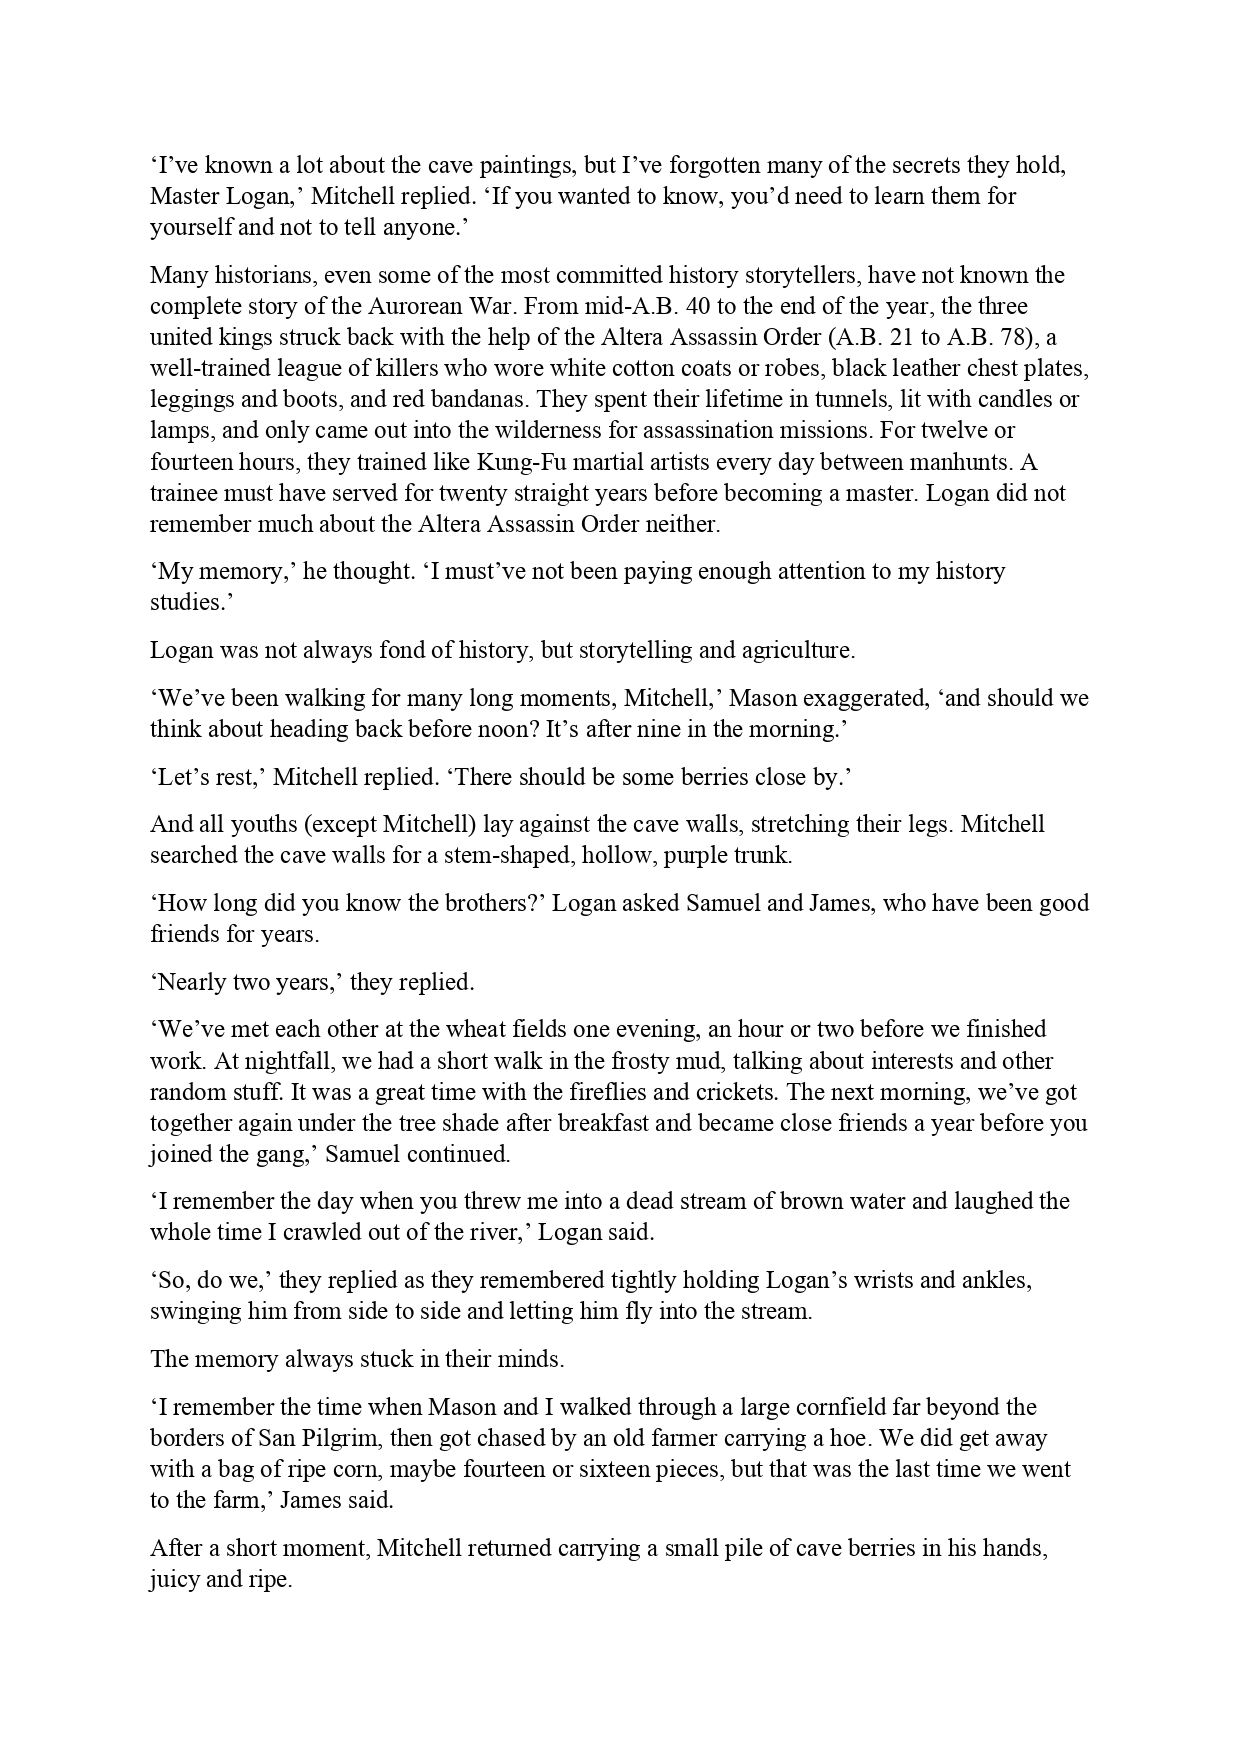 ‘I’ve known a lot about the cave paintings, but I’ve forgotten many of the secrets they hold,
Master Logan,’ Mitchell replied. ‘If you wanted to know, you’d need to learn them for
yourself and not to tell anyone.’
Many historians, even some of the most committed history storytellers, have not known the
complete story of the Aurorean War. From mid-A.B. 40 to the end of the year, the three
united kings struck back with the help of the Altera Assassin Order (A.B. 21 to A.B. 78), a
well-trained league of killers who wore white cotton coats or robes, black leather chest plates,
leggings and boots, and red bandanas. They spent their lifetime in tunnels, lit with candles or
lamps, and only came out into the wilderness for assassination missions. For twelve or
fourteen hours, they trained like Kung-Fu martial artists every day between manhunts. A
trainee must have served for twenty straight years before becoming a master. Logan did not
remember much about the Altera Assassin Order neither.
‘My memory,’ he thought. ‘I must’ve not been paying enough attention to my history
studies.’
Logan was not always fond of history, but storytelling and agriculture.
‘We’ve been walking for many long moments, Mitchell,’ Mason exaggerated, ‘and should we
think about heading back before noon? It’s after nine in the morning.’
‘Let’s rest,’ Mitchell replied. ‘There should be some berries close by.’
And all youths (except Mitchell) lay against the cave walls, stretching their legs. Mitchell
searched the cave walls for a stem-shaped, hollow, purple trunk.
‘How long did you know the brothers?’ Logan asked Samuel and James, who have been good
friends for years.
‘Nearly two years,’ they replied.
‘We’ve met each other at the wheat fields one evening, an hour or two before we finished
work. At nightfall, we had a short walk in the frosty mud, talking about interests and other
random stuff. It was a great time with the fireflies and crickets. The next morning, we’ve got
together again under the tree shade after breakfast and became close friends a year before you
joined the gang,’ Samuel continued.
‘I remember the day when you threw me into a dead stream of brown water and laughed the
whole time I crawled out of the river,’ Logan said.
‘So, do we,’ they replied as they remembered tightly holding Logan’s wrists and ankles,
swinging him from side to side and letting him fly into the stream.
The memory always stuck in their minds.
‘I remember the time when Mason and I walked through a large cornfield far beyond the
borders of San Pilgrim, then got chased by an old farmer carrying a hoe. We did get away
with a bag of ripe corn, maybe fourteen or sixteen pieces, but that was the last time we went
to the farm,’ James said.
After a short moment, Mitchell returned carrying a small pile of cave berries in his hands,
juicy and ripe.